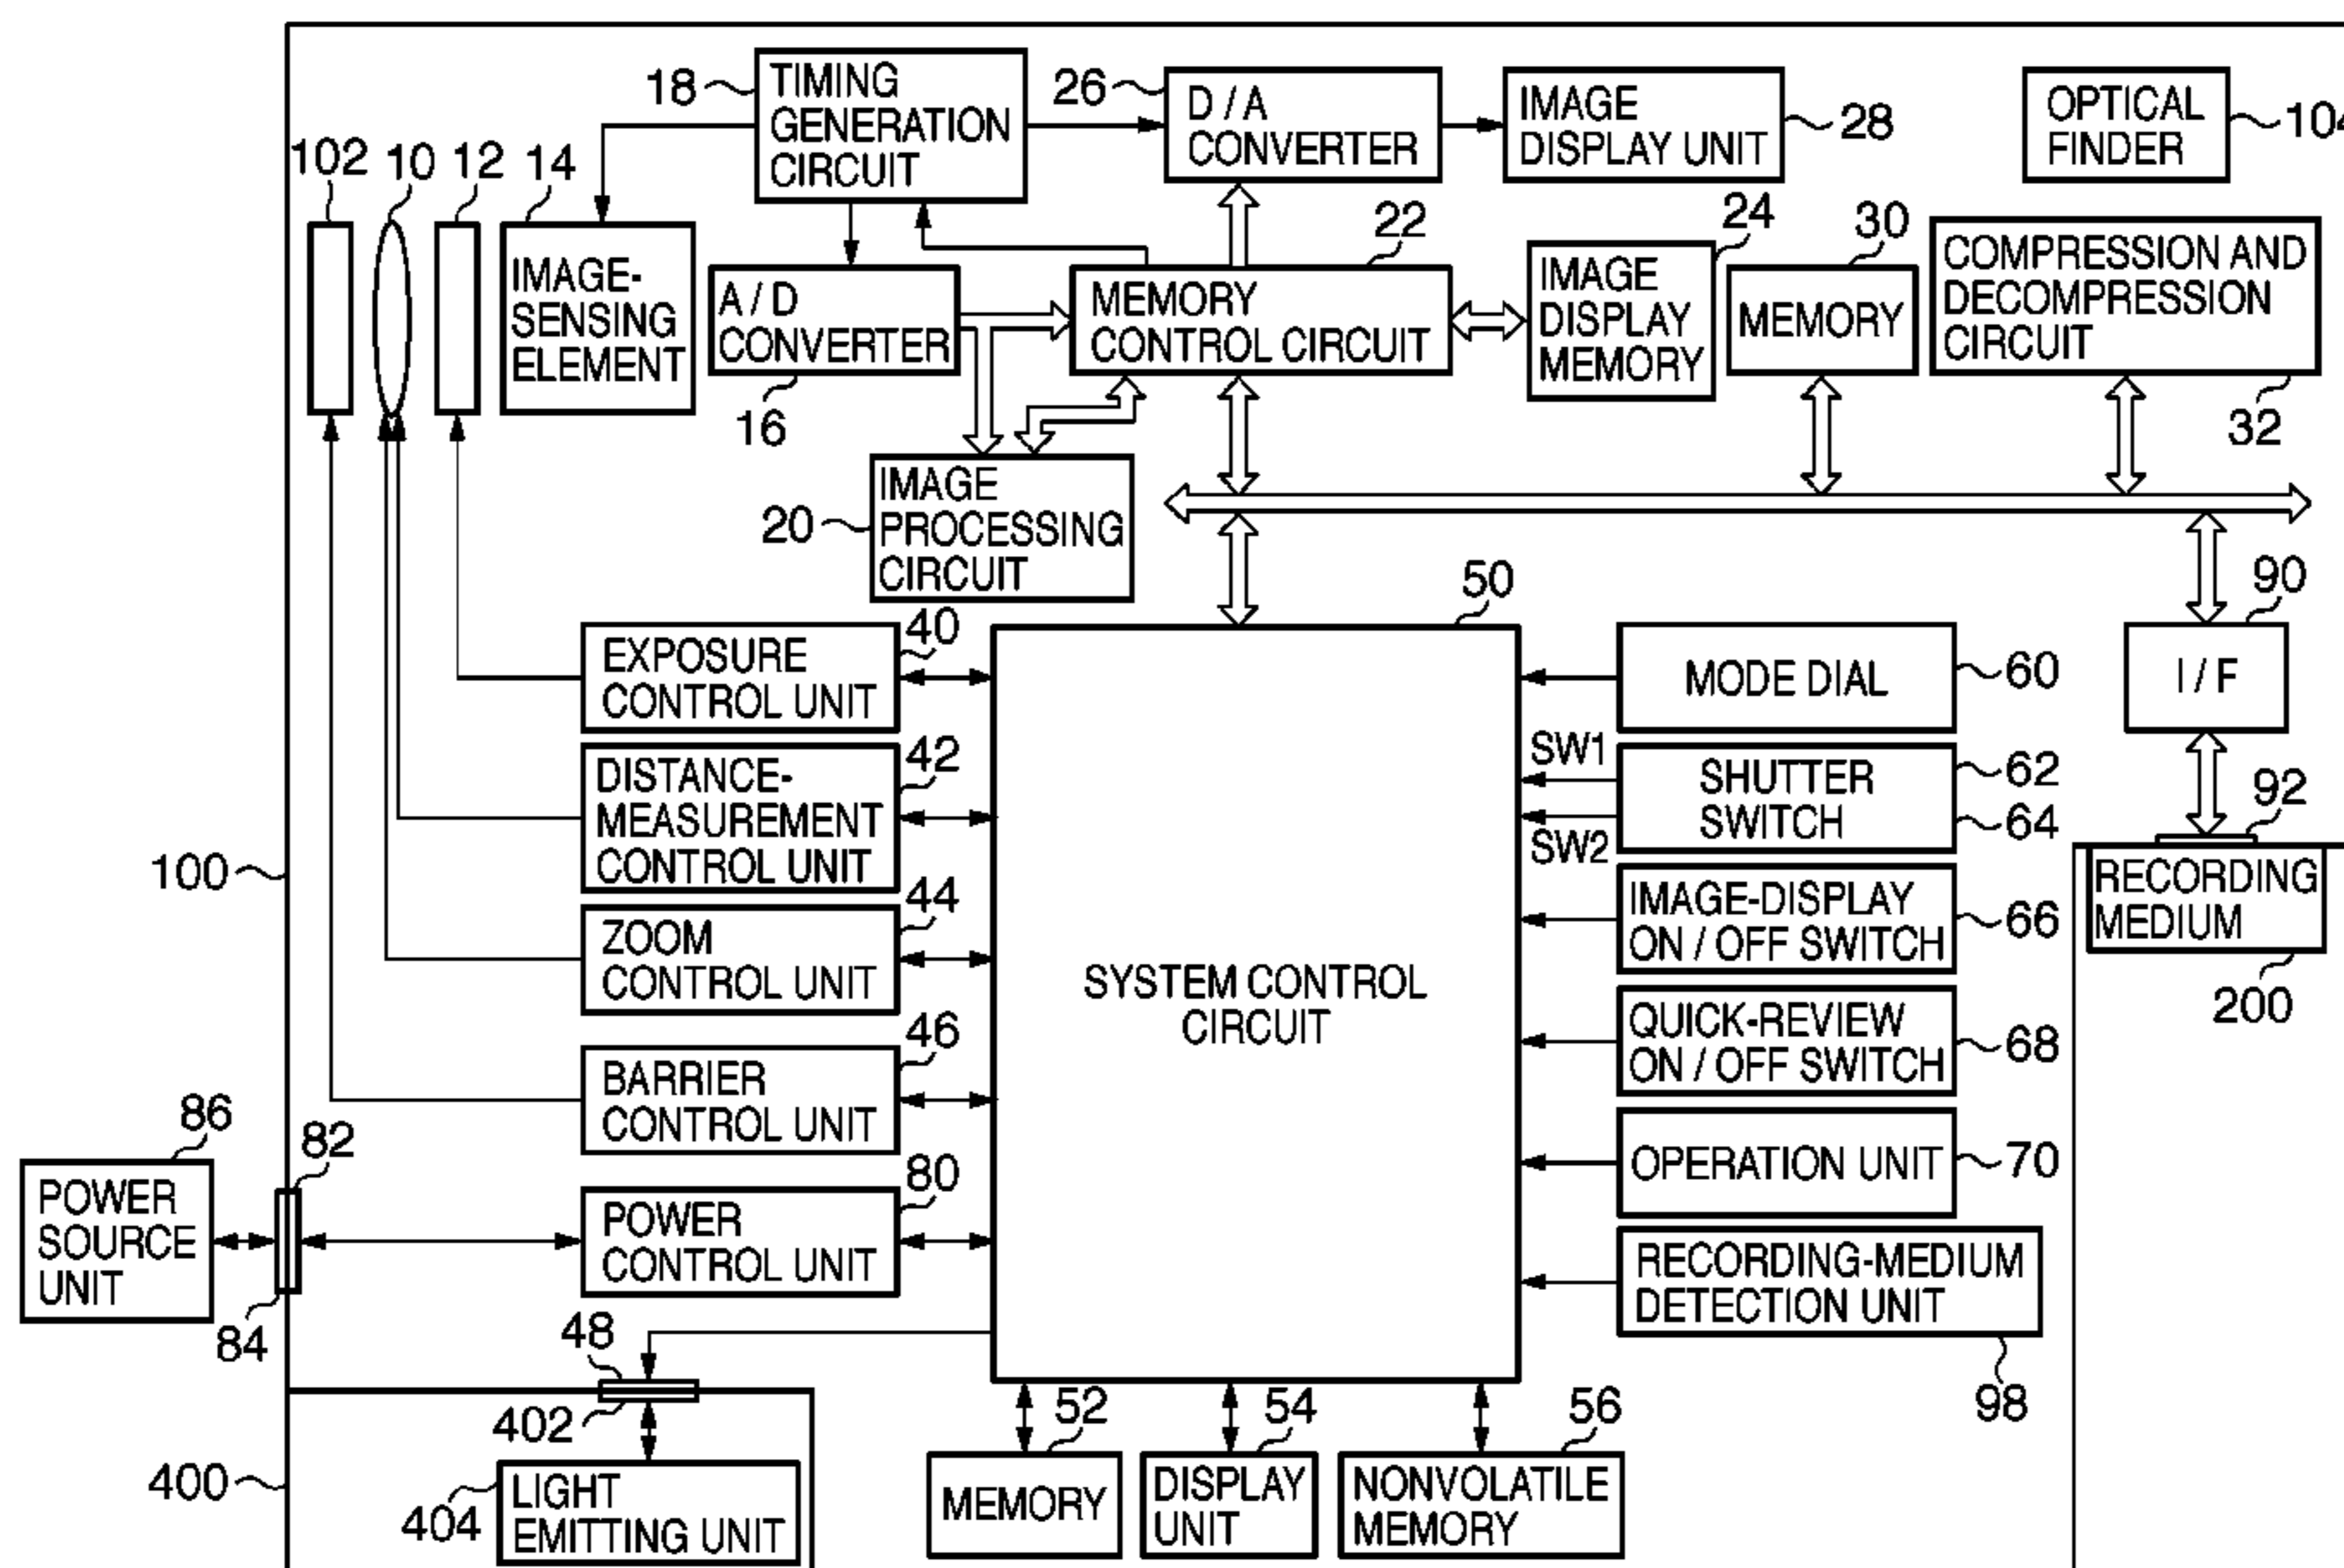 18
TIMING
GENERATION
CIRCUIT
26
D / A
CONVERTER
IMAGE
DISPLAY UNIT
28
OPTICAL
FINDER
102
10
12
14
IMAGE-
SENSING
ELEMENT
A / D
CONVERTER
16
22
MEMORY
CONTROL CIRCUIT
24
IMAGE
DISPLAY
MEMORY
30
MEMORY
COMPRESSION AND
DECOMPRESSION
CIRCUIT
32
20
IMAGE
PROCESSING
CIRCUIT
50
SYSTEM CONTROL
CIRCUIT
40
EXPOSURE
CONTROL UNIT
42
DISTANCE-
MEASUREMENT
CONTROL UNIT
44
ZOOM
CONTROL UNIT
46
BARRIER
CONTROL UNIT
80
POWER
CONTROL UNIT
100
86
POWER
SOURCE
UNIT
82
84
MODE DIAL
60
SW1
SW2
SHUTTER
SWITCH
62
64
IMAGE-DISPLAY
ON / OFF SWITCH
66
QUICK-REVIEW
ON / OFF SWITCH
68
OPERATION UNIT
70
RECORDING-MEDIUM
DETECTION UNIT
98
90
I / F
92
RECORDING
MEDIUM
200
48
402
400
404
LIGHT
EMITTING UNIT
52
MEMORY
54
DISPLAY
UNIT
56
NONVOLATILE
MEMORY